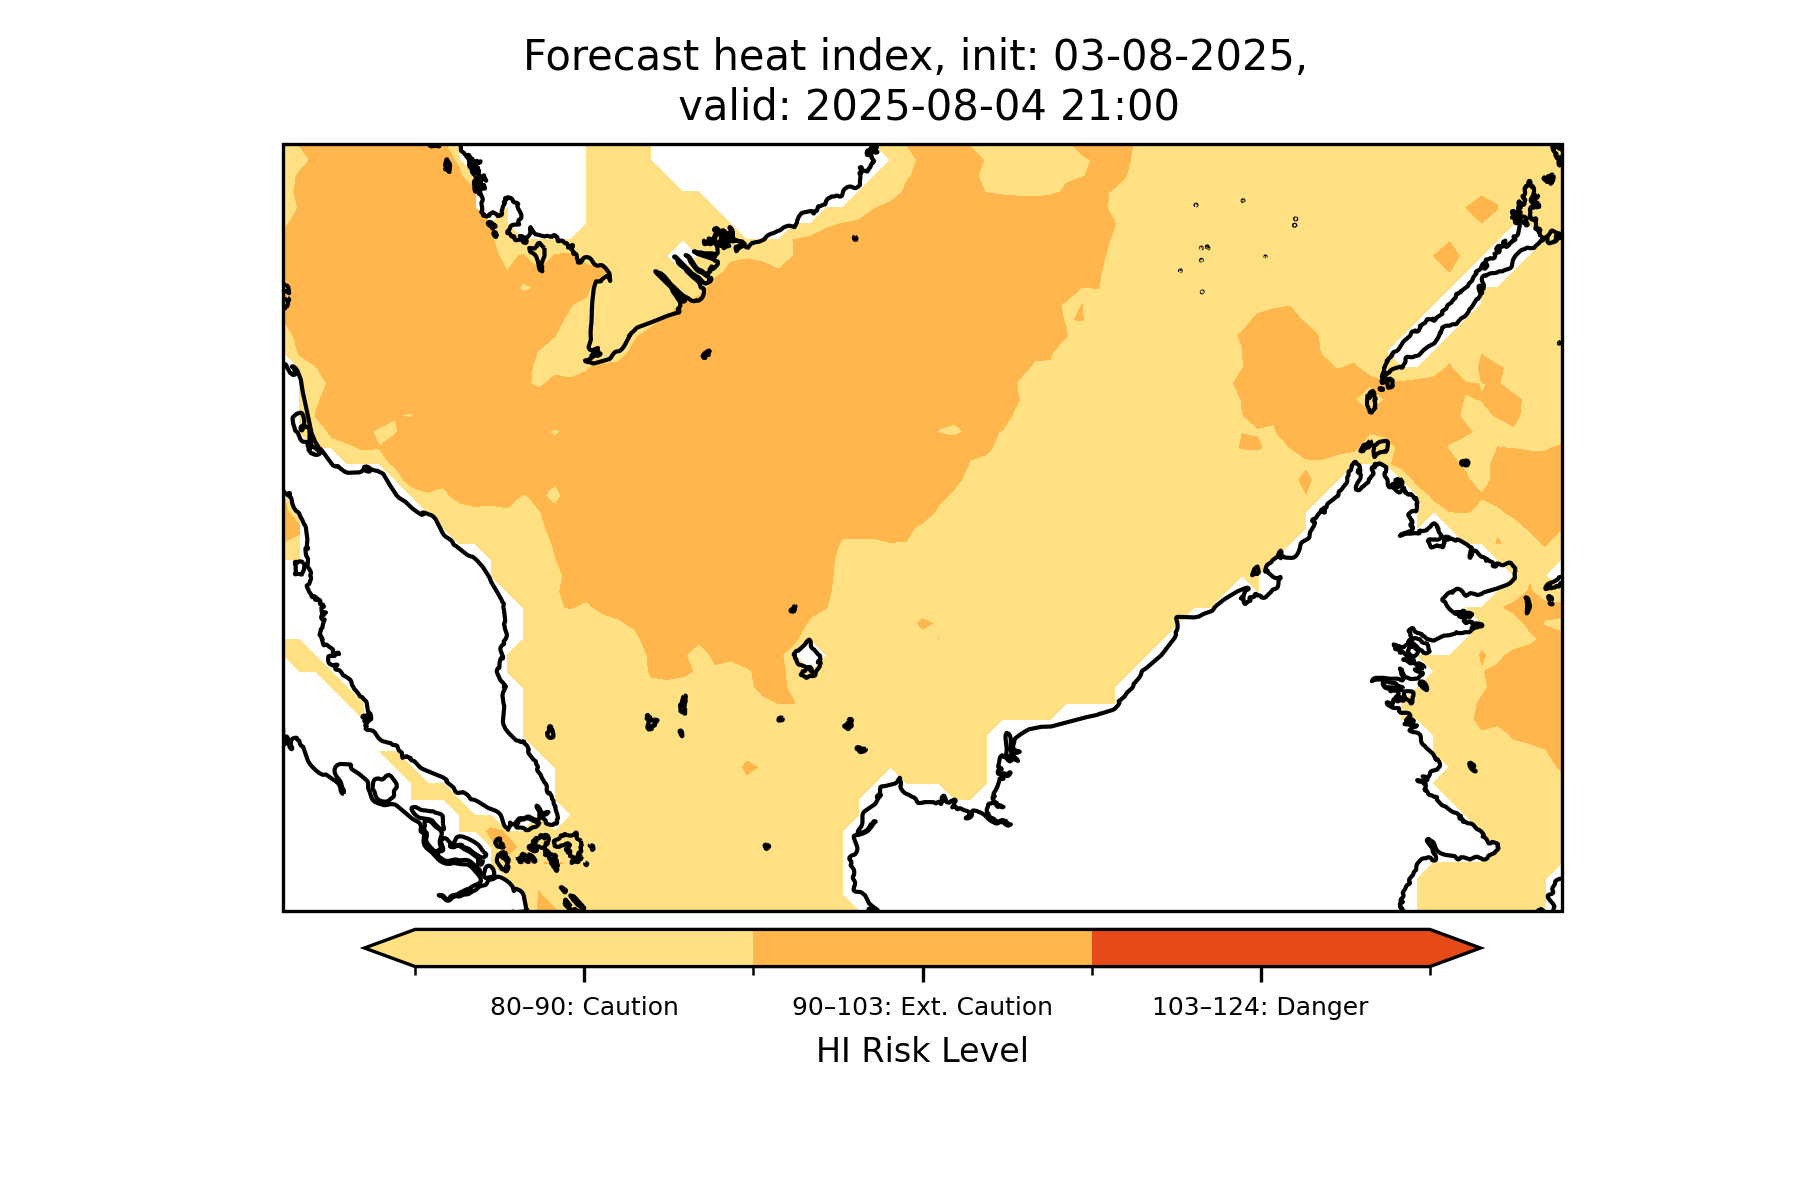 Forecast heat index, init: 03-08-2025,
valid: 2025-08-04 21:00
80–90: Caution
90–103: Ext. Caution
103–124: Danger
HI Risk Level